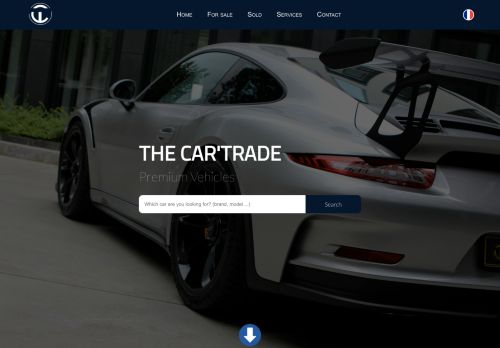 Home For sale Sold Services Contact
THE CAR'TRADE
Premium Vehicles
Which car are you looking for? (brand, model ...) Search